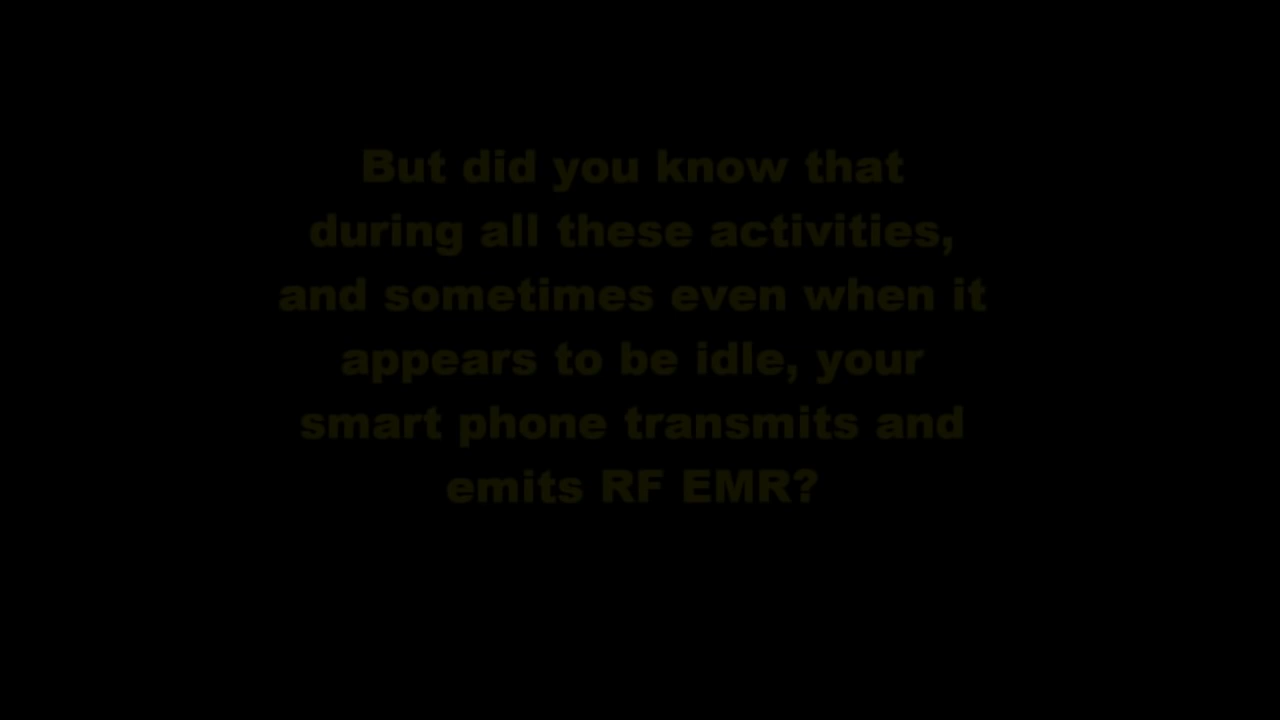 But did you know that
during all these activities,
and sometimes even when it
appears to be idle, your
smart phone transmits and
emits RF EMR?